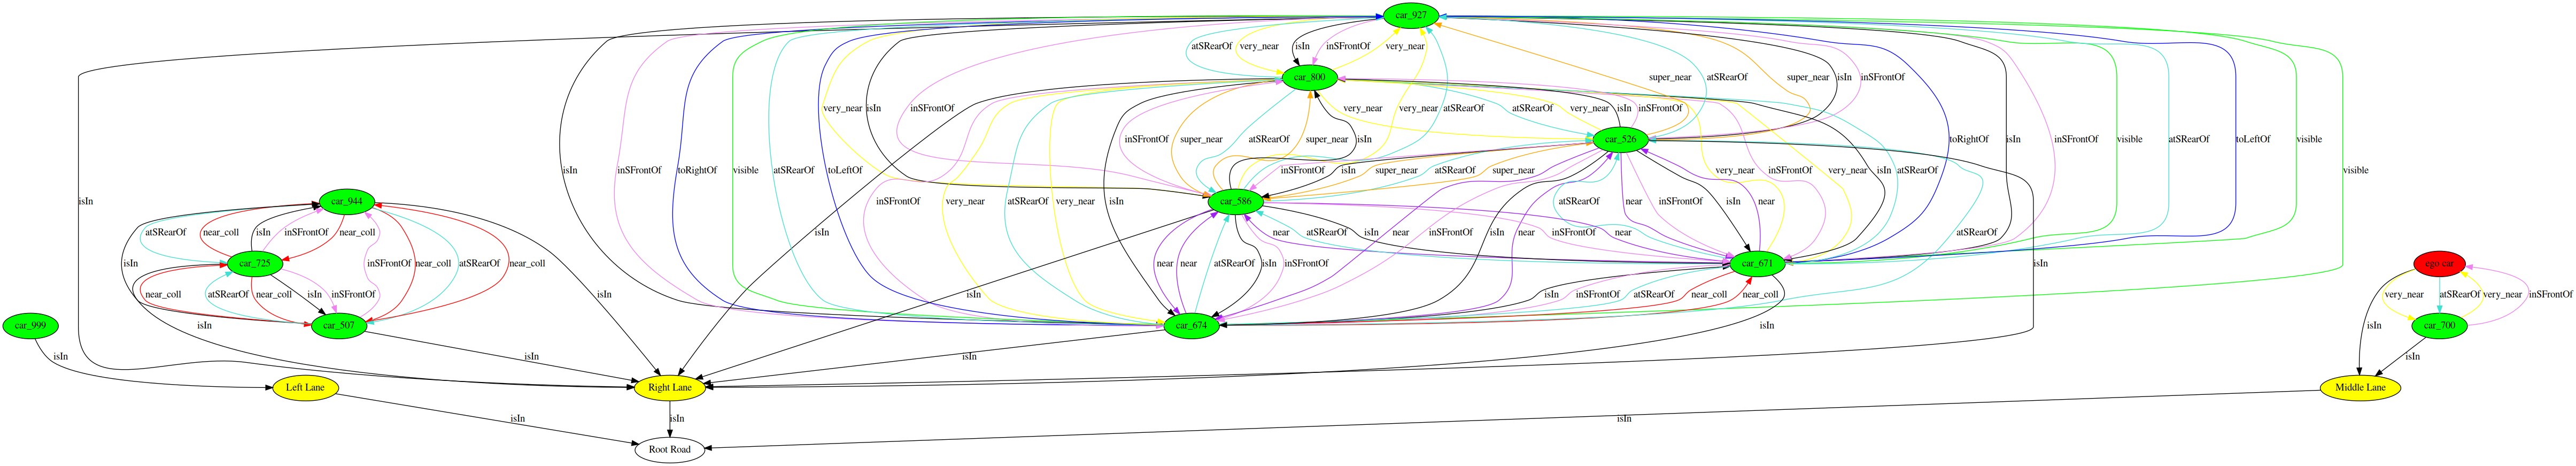 car_927
atSRearOf very_near isIn inSFrontOf very_near
car_800 super_near atSRearOf isIn inSFrontOf
very_near isIn inSFrontOf very_near very_near atSRearOf atSRearOf very_near isIn inSFrontOf
inSFrontOf super_near atSRearOf super_near isIn car_526 toRightOf isIn inSFrontOf visible atSRearOf toLeftOf visible
isIn inSFrontOf toRightOf visible atSRearOf toLeftOf inSFrontOf isIn super_near atSRearOf super_near very_near inSFrontOf very_near isIn atSRearOf visible
isIn car_944 inSFrontOf very_near atSRearOf very_near isIn car_586 atSRearOf near inSFrontOf isIn near
atSRearOf near_coll isIn inSFrontOf near_coll inSFrontOf near_coll atSRearOf near_coll isIn atSRearOf isIn near inSFrontOf isIn near inSFrontOf near atSRearOf
isIn car_725 near near atSRearOf isIn inSFrontOf car_671 isIn ego car
near_coll atSRearOf near_coll isIn inSFrontOf isIn isIn isIn inSFrontOf atSRearOf near_coll near_coll very_near atSRearOf very_near inSFrontOf
car_999 isIn car_507 car_674 isIn isIn car_700
isIn isIn isIn isIn
Left Lane Right Lane Middle Lane
isIn isIn isIn
Root Road